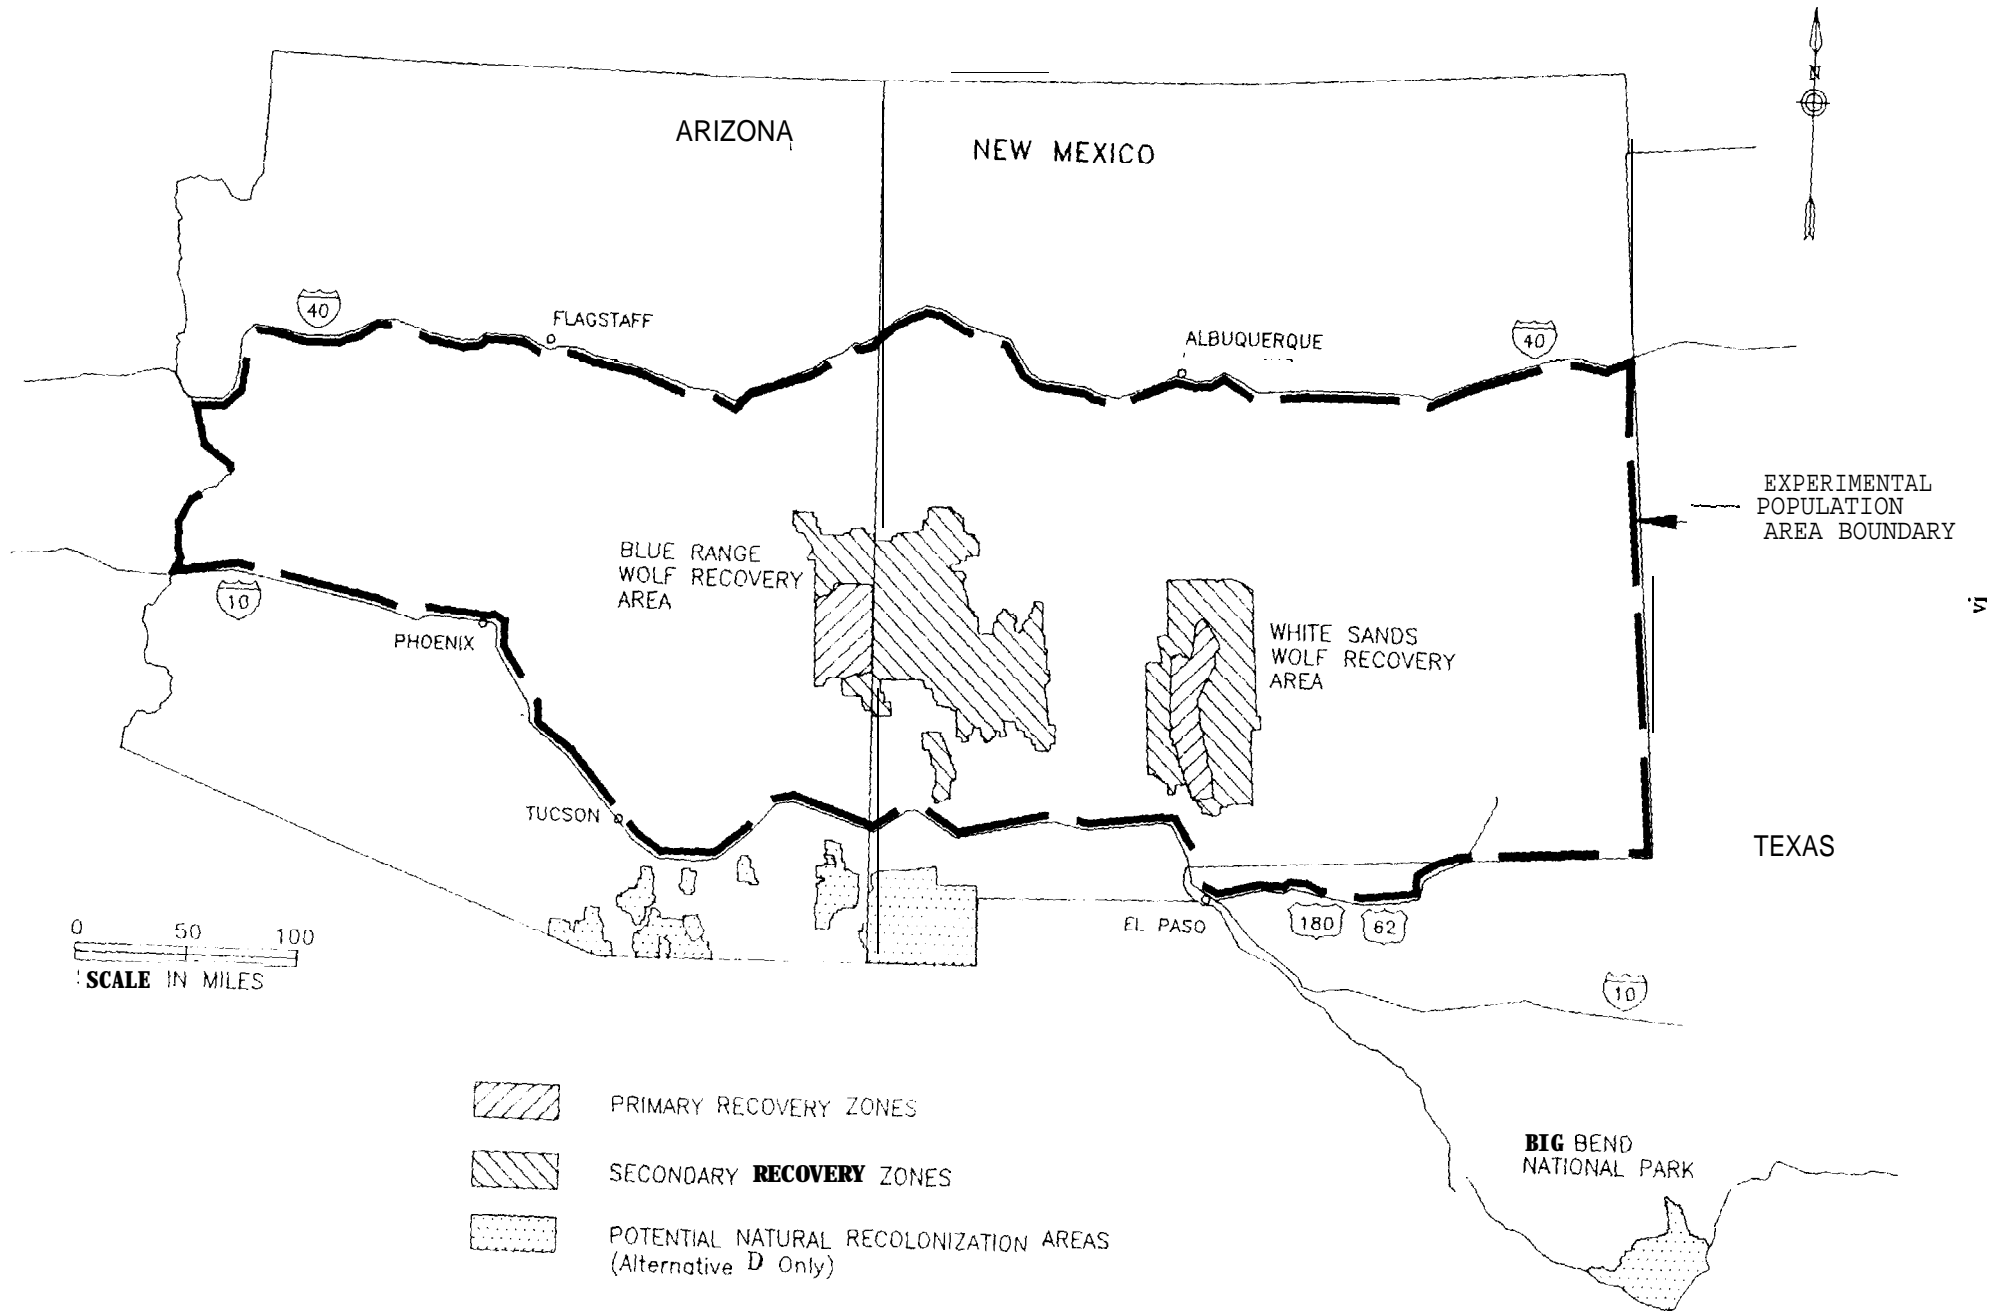 N
ARIZONA
NEW MEXICO
40
FLAGSTAFF
ALBUQUERQUE
40
EXPERIMENTAL
POPULATION
AREA BOUNDARY
BLUE RANGE
WOLF RECOVERY
AREA
10
PHOENIX
WHITE SANDS
WOLF RECOVERY
AREA
vi
TUCSON
TEXAS
EL PASO
180
62
0 50 100
SCALE IN MILES
10
PRIMARY RECOVERY ZONES
SECONDARY RECOVERY ZONES
POTENTIAL NATURAL RECOLONIZATION AREAS
(Alternative D Only)
BIG BEND
NATIONAL PARK